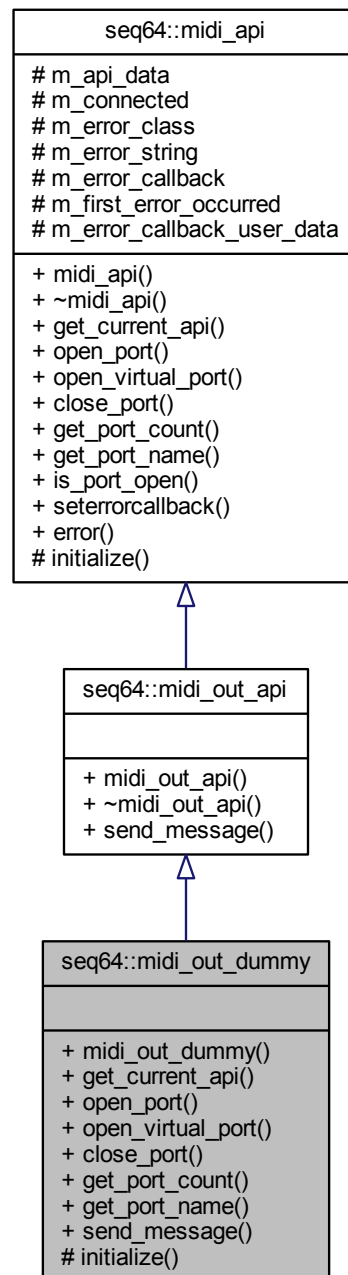 seq64::midi_api
# m_api_data
# m_connected
# m_error_class
# m_error_string
# m_error_callback
# m_first_error_occurred
# m_error_callback_user_data
+ midi_api()
+ ~midi_api()
+ get_current_api()
+ open_port()
+ open_virtual_port()
+ close_port()
+ get_port_count()
+ get_port_name()
+ is_port_open()
+ seterrorcallback()
+ error()
# initialize()
seq64::midi_out_api
+ midi_out_api()
+ ~midi_out_api()
+ send_message()
seq64::midi_out_dummy
+ midi_out_dummy()
+ get_current_api()
+ open_port()
+ open_virtual_port()
+ close_port()
+ get_port_count()
+ get_port_name()
+ send_message()
# initialize()